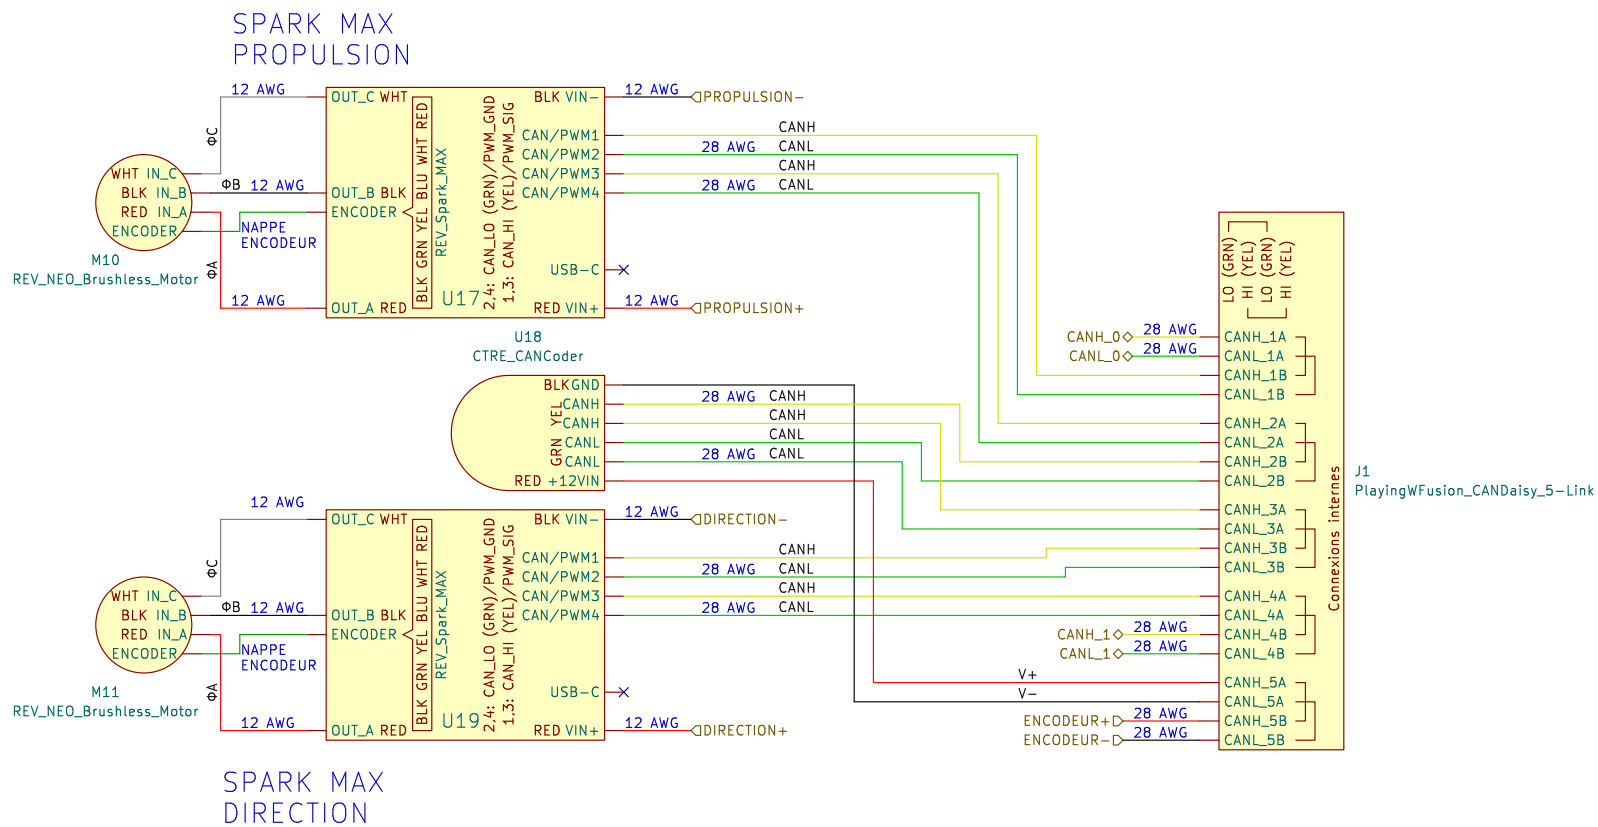 SPARK MAX
PROPULSION
12 AWG
OUT_C WHT
BLK VIN-
12 AWG
PROPULSION-
ΦC
CANH
CAN/PWM1
28 AWG
CANL
CAN/PWM2
CANH
CAN/PWM3
28 AWG
CANL
CAN/PWM4
WHT IN_C
BLK IN_B
RED IN_A
ENCODER
ΦB
12 AWG
OUT_B BLK
ENCODER
NAPPE
ENCODEUR
ΦA
BLK GRN YEL BLU WHT RED
REV_Spark_MAX
2,4: CAN_LO (GRN)/PWM_GND
1,3: CAN_HI (YEL)/PWM_SIG
M10
REV_NEO_Brushless_Motor
USB-C
U17
12 AWG
OUT_A RED
RED VIN+
12 AWG
PROPULSION+
U18
CTRE_CANCoder
BLK GND
28 AWG
CANH
CANH
CANH
CANH
CANL
CANL
28 AWG
CANL
CANL
RED +12VIN
YEL
GRN
12 AWG
OUT_C WHT
BLK VIN-
12 AWG
DIRECTION-
ΦC
CANH
CAN/PWM1
28 AWG
CANL
CAN/PWM2
CANH
CAN/PWM3
28 AWG
CANL
CAN/PWM4
WHT IN_C
BLK IN_B
RED IN_A
ENCODER
ΦB
12 AWG
OUT_B BLK
ENCODER
NAPPE
ENCODEUR
ΦA
BLK GRN YEL BLU WHT RED
REV_Spark_MAX
2,4: CAN_LO (GRN)/PWM_GND
1,3: CAN_HI (YEL)/PWM_SIG
M11
REV_NEO_Brushless_Motor
USB-C
U19
12 AWG
OUT_A RED
RED VIN+
12 AWG
DIRECTION+
SPARK MAX
DIRECTION
LO (GRN)
HI (YEL)
LO (GRN)
HI (YEL)
CANH_0
28 AWG
CANH_1A
CANL_0
28 AWG
CANL_1A
CANH_1B
CANL_1B
CANH_2A
CANL_2A
CANH_2B
CANL_2B
CANH_3A
CANL_3A
CANH_3B
CANL_3B
CANH_4A
CANL_4A
CANH_1
28 AWG
CANH_4B
CANL_1
28 AWG
CANL_4B
V+
CANH_5A
V-
CANL_5A
ENCODEUR+
28 AWG
CANH_5B
ENCODEUR-
28 AWG
CANL_5B
Connexions internes
J1
PlayingWFusion_CANDaisy_5-Link